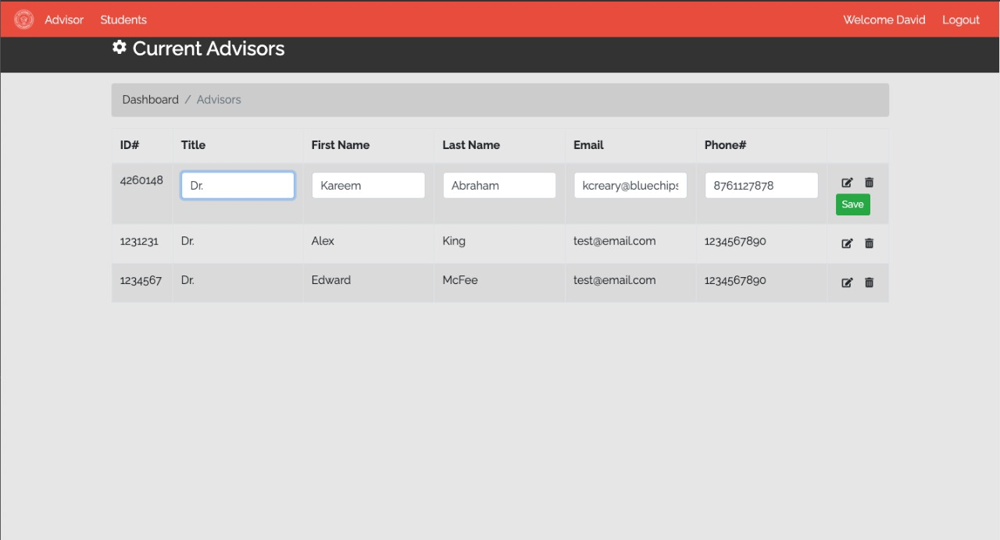 Advisor Students Welcome David Logout
Current Advisors
Dashboard / Advisors
ID# Title First Name Last Name Email Phone#
4260148 Dr. Kareem Abraham kcreary@bluechips 8761127878
Save
1231231 Dr. Alex King test@email.com 1234567890
1234567 Dr. Edward McFee test@email.com 1234567890